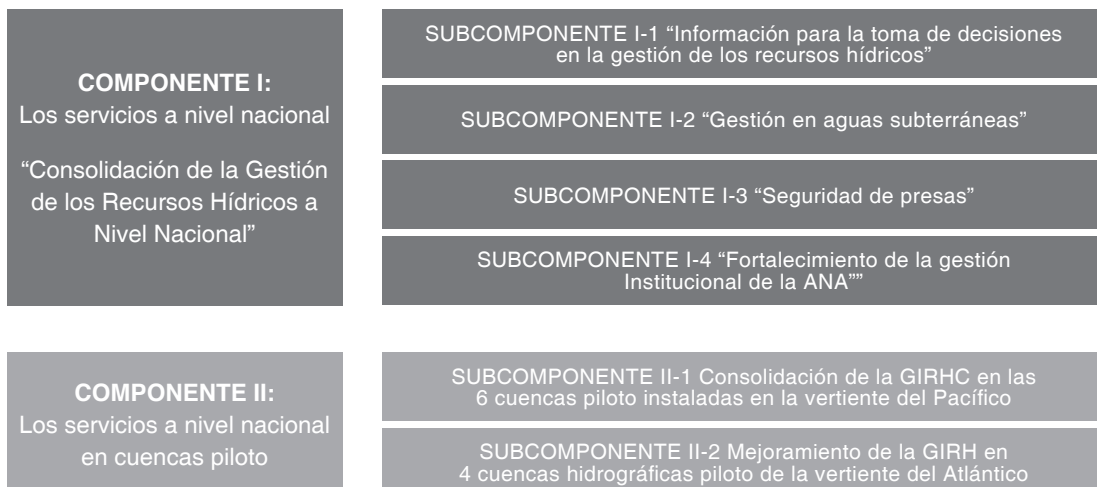 COMPONENTE I:
Los servicios a nivel nacional
“Consolidación de la Gestión
de los Recursos Hídricos a
Nivel Nacional”
SUBCOMPONENTE I-1 “Información para la toma de decisiones
en la gestión de los recursos hídricos”
SUBCOMPONENTE I-2 “Gestión en aguas subterráneas”
SUBCOMPONENTE I-3 “Seguridad de presas”
SUBCOMPONENTE I-4 “Fortalecimiento de la gestión
Institucional de la ANA””
COMPONENTE II:
Los servicios a nivel nacional
en cuencas piloto
SUBCOMPONENTE II-1 Consolidación de la GIRHC en las
6 cuencas piloto instaladas en la vertiente del Pacífico
SUBCOMPONENTE II-2 Mejoramiento de la GIRH en
4 cuencas hidrográficas piloto de la vertiente del Atlántico